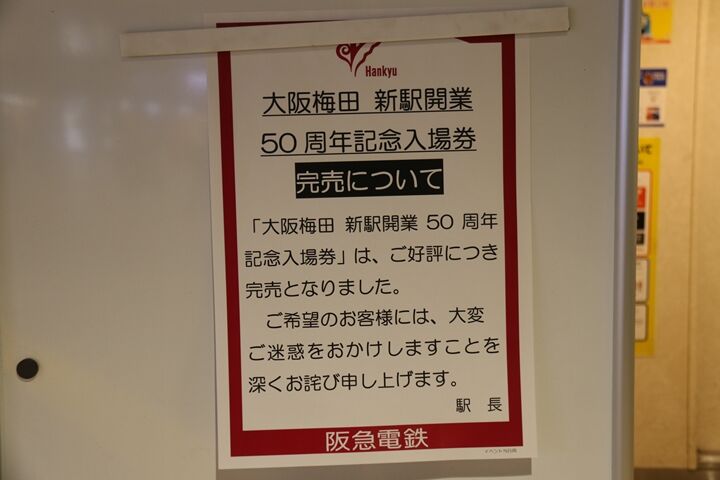 Hankyu
大阪梅田 新駅開業
50周年記念入場券
完売について
「大阪梅田 新駅開業 50 周年
記念入場券」は、ご好評につき
完売となりました。
ご希望のお客様には、大変
ご迷惑をおかけしますことを
深くお詫び申し上げます。
駅 長
阪急電鉄